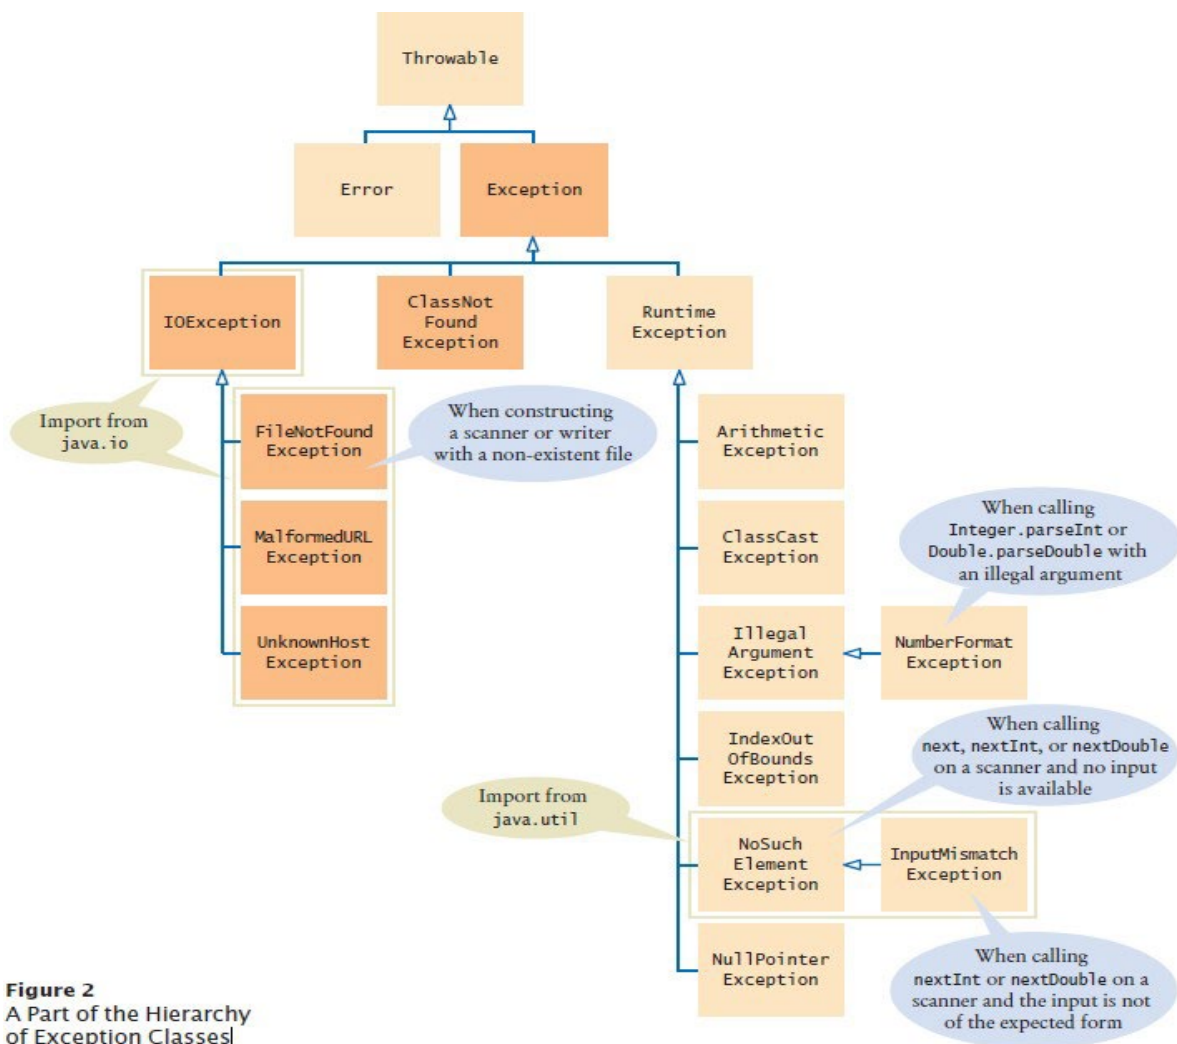 Throwable
Error
Exception
IOException
ClassNot
Found
Exception
Runtime
Exception
Import from
java.io
FileNotFound
Exception
When constructing
a scanner or writer
with a non-existent file
MalformedURL
Exception
UnknownHost
Exception
Arithmetic
Exception
ClassCast
Exception
When calling
Integer.parseInt or
Double.parseDouble with
an illegal argument
Illegal
Argument
Exception
NumberFormat
Exception
IndexOut
OfBounds
Exception
When calling
next, nextInt, or nextDouble
on a scanner and no input
is available
Import from
java.util
NoSuch
Element
Exception
InputMismatch
Exception
NullPointer
Exception
When calling
nextInt or nextDouble on a
scanner and the input is not
of the expected form
Figure 2
A Part of the Hierarchy
of Exception Classes